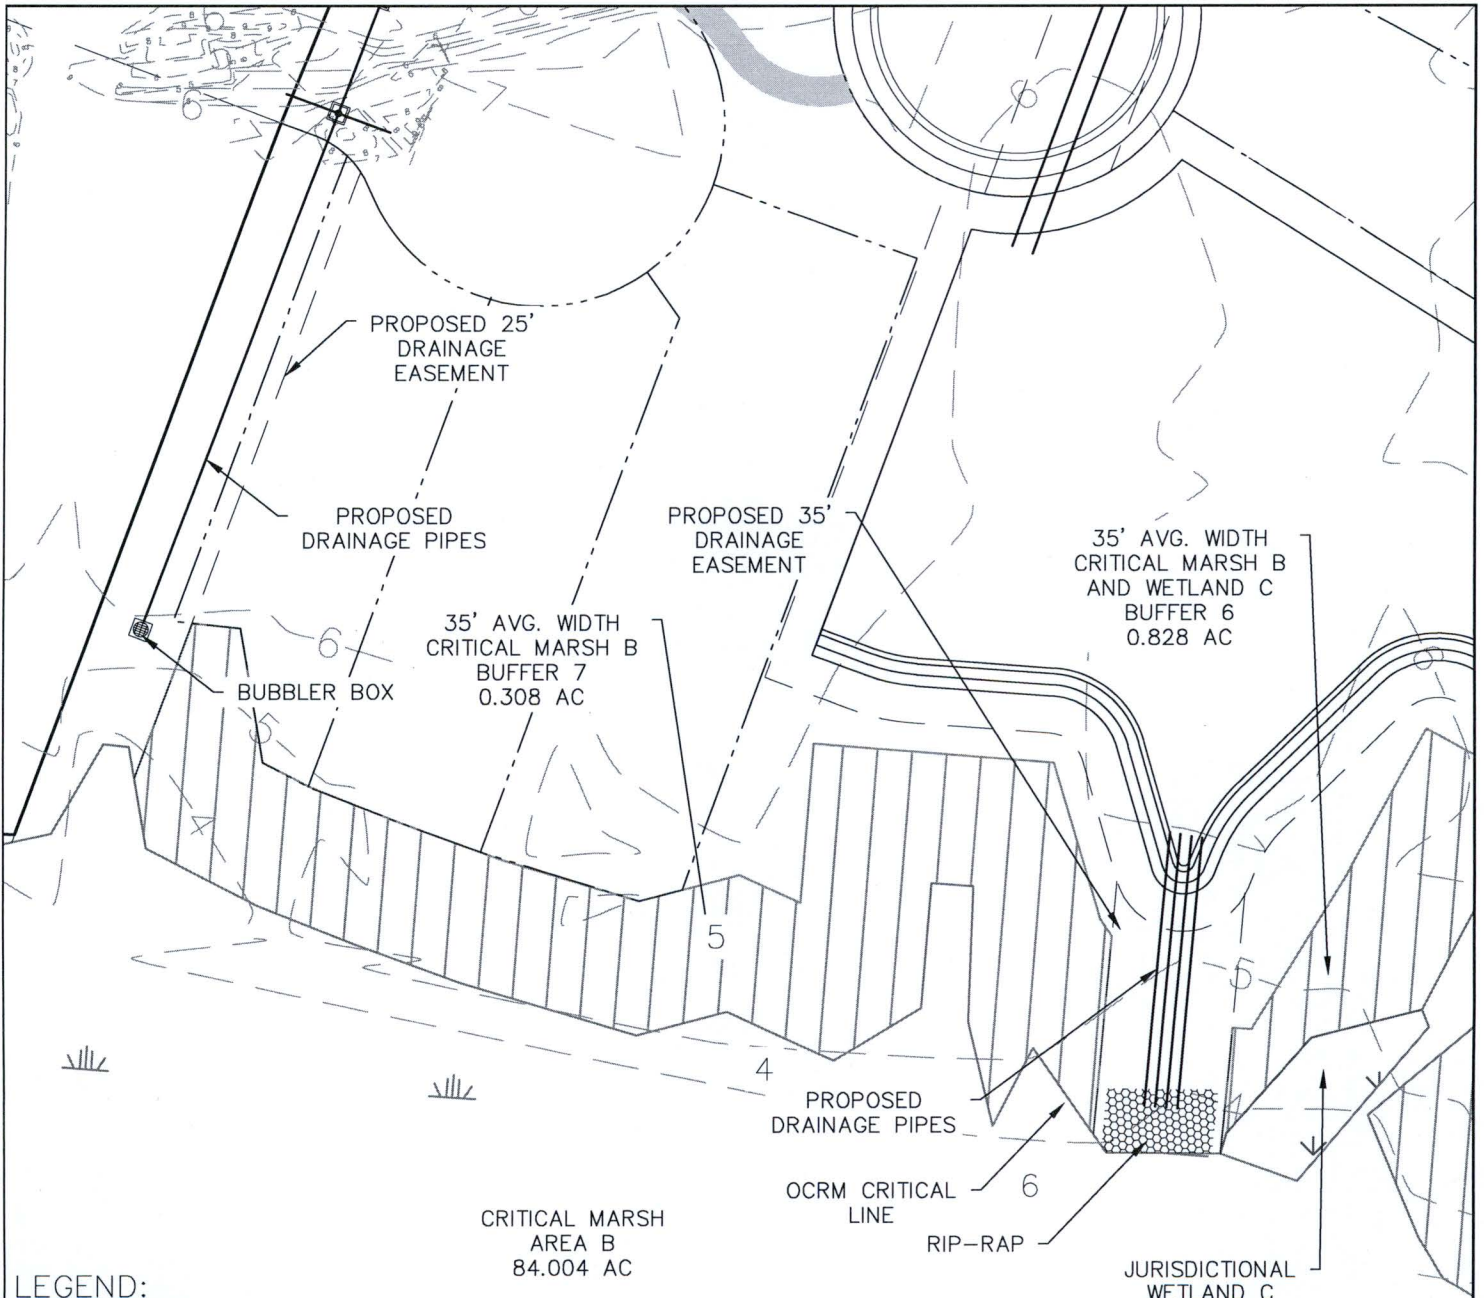 6
6
PROPOSED 25'
DRAINAGE
EASEMENT
PROPOSED
DRAINAGE PIPES
PROPOSED 35'
DRAINAGE
EASEMENT
35' AVG. WIDTH
CRITICAL MARSH B
AND WETLAND C
BUFFER 6
0.828 AC
35' AVG. WIDTH
CRITICAL MARSH B
BUFFER 7
0.308 AC
6
BUBBLER BOX
5
5
5
4
PROPOSED
DRAINAGE PIPES
OCRM CRITICAL
LINE
6
RIP-RAP
CRITICAL MARSH
AREA B
84.004 AC
JURISDICTIONAL
WETLAND C
LEGEND: